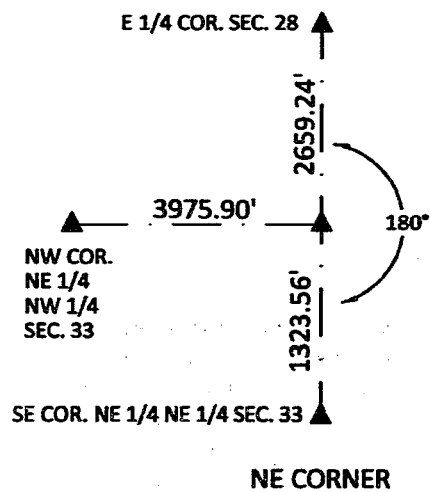 E 1/4 COR. SEC. 28
2659.24'
3975.90'
180°
NW COR.
NE 1/4
NW 1/4
SEC. 33
1323.56'
SE COR. NE 1/4 NE 1/4 SEC. 33
NE CORNER